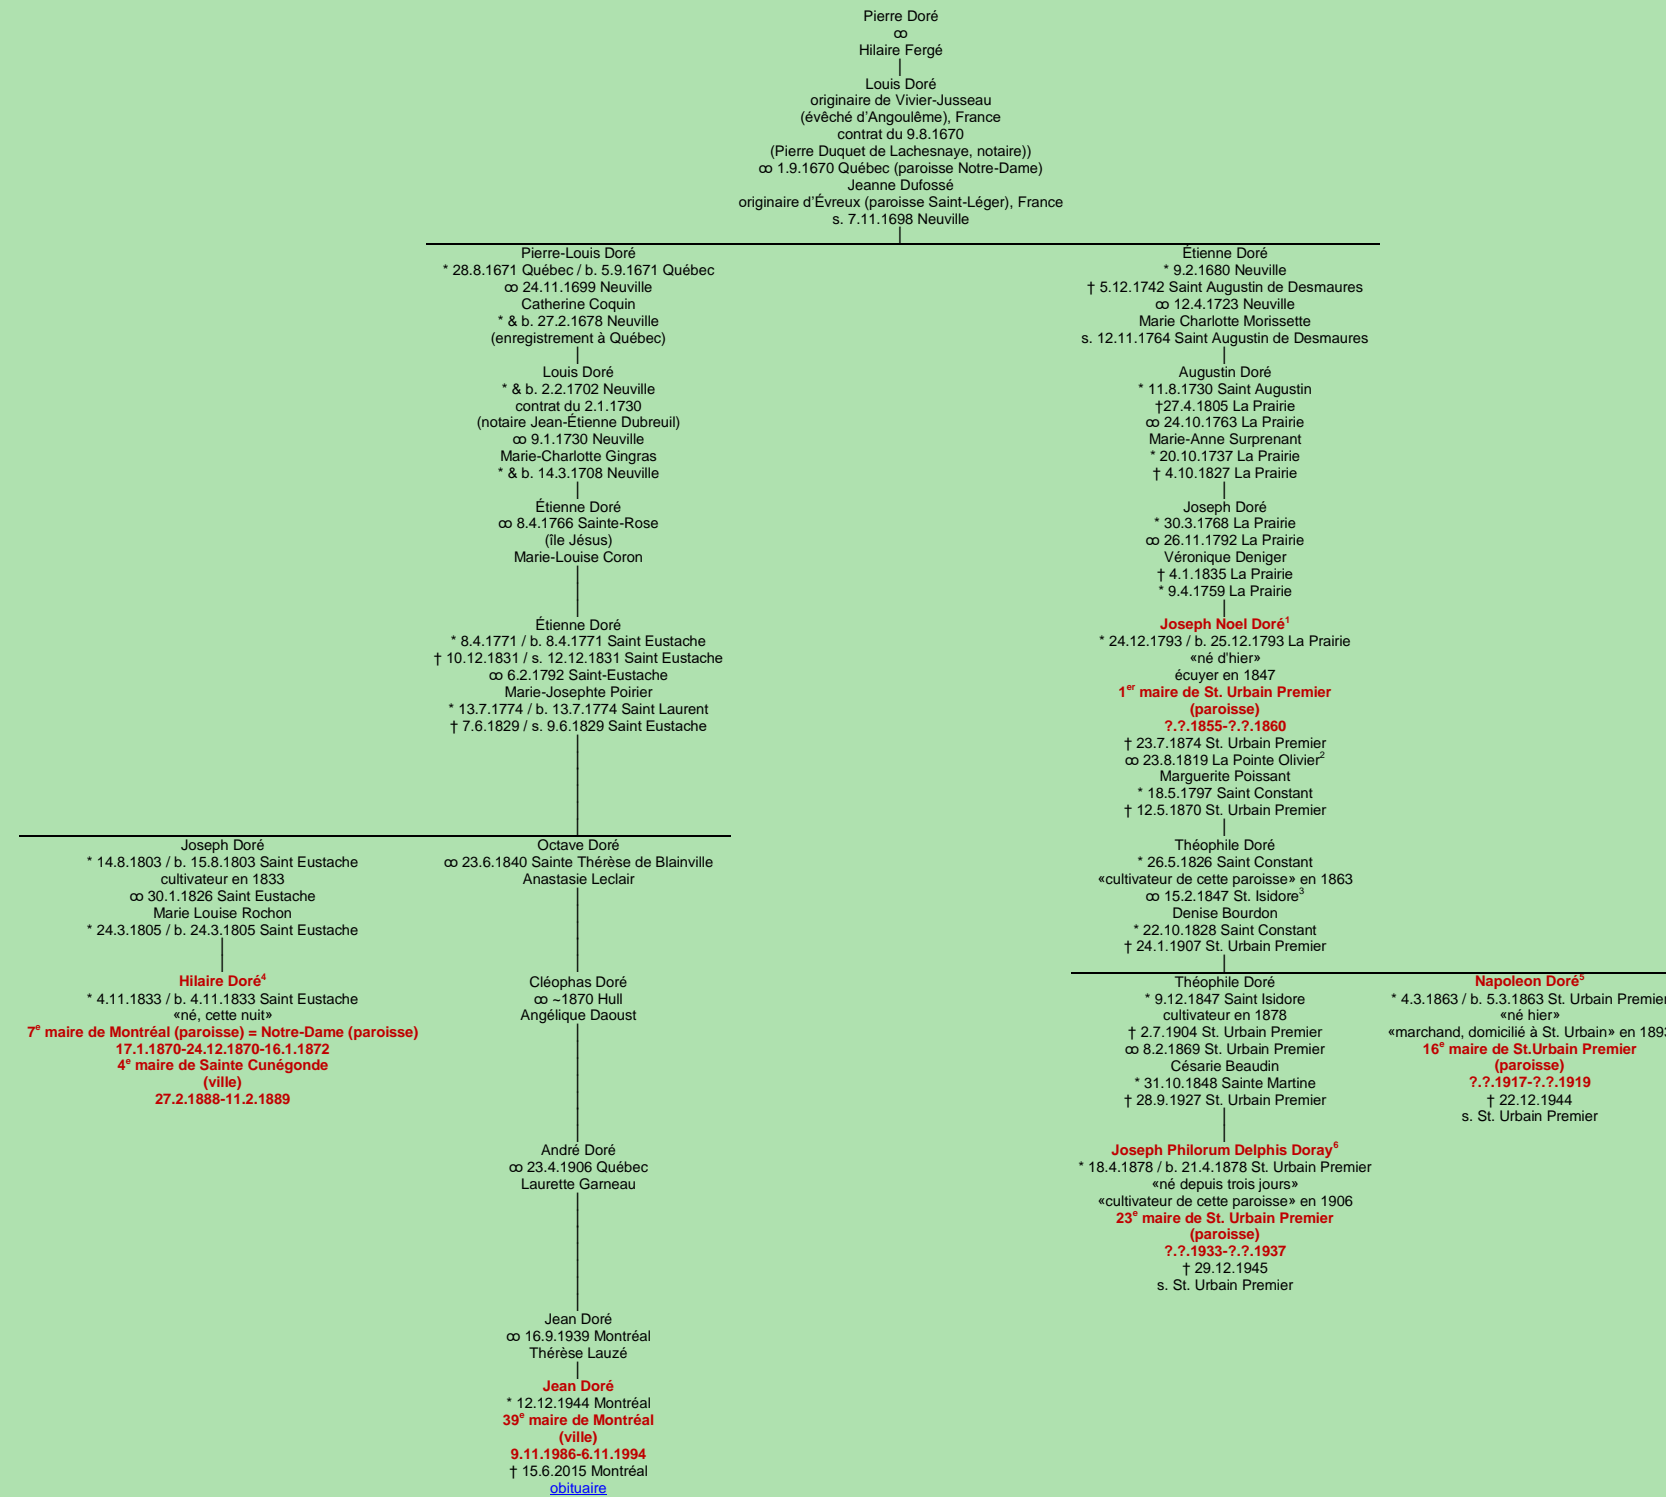 Pierre Doré
ꝏ
Hilaire Fergé
Louis Doré
originaire de Vivier-Jusseau
(évêché d'Angoulême), France
contrat du 9.8.1670
(Pierre Duquet de Lachesnaye, notaire))
ꝏ 1.9.1670 Québec (paroisse Notre-Dame)
Jeanne Dufossé
originaire d'Évreux (paroisse Saint-Léger), France
s. 7.11.1698 Neuville
Pierre-Louis Doré
* 28.8.1671 Québec / b. 5.9.1671 Québec
ꝏ 24.11.1699 Neuville
Catherine Coquin
* & b. 27.2.1678 Neuville
(enregistrement à Québec)
Louis Doré
* & b. 2.2.1702 Neuville
contrat du 2.1.1730
(notaire Jean-Étienne Dubreuil)
ꝏ 9.1.1730 Neuville
Marie-Charlotte Gingras
* & b. 14.3.1708 Neuville
Étienne Doré
ꝏ 8.4.1766 Sainte-Rose
(île Jésus)
Marie-Louise Coron
Étienne Doré
* 8.4.1771 / b. 8.4.1771 Saint Eustache
† 10.12.1831 / s. 12.12.1831 Saint Eustache
ꝏ 6.2.1792 Saint-Eustache
Marie-Josephte Poirier
* 13.7.1774 / b. 13.7.1774 Saint Laurent
† 7.6.1829 / s. 9.6.1829 Saint Eustache
Joseph Doré
* 14.8.1803 / b. 15.8.1803 Saint Eustache
cultivateur en 1833
ꝏ 30.1.1826 Saint Eustache
Marie Louise Rochon
* 24.3.1805 / b. 24.3.1805 Saint Eustache
Hilaire Doré⁴
* 4.11.1833 / b. 4.11.1833 Saint Eustache
«né, cette nuit»
7e maire de Montréal (paroisse) = Notre-Dame (paroisse)
17.1.1870-24.12.1870-16.1.1872
4e maire de Sainte Cunégonde
(ville)
27.2.1888-11.2.1889
Octave Doré
ꝏ 23.6.1840 Sainte Thérèse de Blainville
Anastasie Leclair
Cléophas Doré
ꝏ ~1870 Hull
Angélique Daoust
André Doré
ꝏ 23.4.1906 Québec
Laurette Garneau
Jean Doré
ꝏ 16.9.1939 Montréal
Thérèse Lauzé
Jean Doré
* 12.12.1944 Montréal
39e maire de Montréal
(ville)
9.11.1986-6.11.1994
† 15.6.2015 Montréal
obituaire
Étienne Doré
* 9.2.1680 Neuville
† 5.12.1742 Saint Augustin de Desmaures
ꝏ 12.4.1723 Neuville
Marie Charlotte Morissette
s. 12.11.1764 Saint Augustin de Desmaures
Augustin Doré
* 11.8.1730 Saint Augustin
†27.4.1805 La Prairie
ꝏ 24.10.1763 La Prairie
Marie-Anne Surprenant
* 20.10.1737 La Prairie
† 4.10.1827 La Prairie
Joseph Doré
* 30.3.1768 La Prairie
ꝏ 26.11.1792 La Prairie
Véronique Deniger
† 4.1.1835 La Prairie
* 9.4.1759 La Prairie
Joseph Noel Doré¹
* 24.12.1793 / b. 25.12.1793 La Prairie
«né d'hier»
écuyer en 1847
1er maire de St. Urbain Premier
(paroisse)
?.?.1855-?.?.1860
† 23.7.1874 St. Urbain Premier
ꝏ 23.8.1819 La Pointe Olivier²
Marguerite Poissant
* 18.5.1797 Saint Constant
† 12.5.1870 St. Urbain Premier
Théophile Doré
* 26.5.1826 Saint Constant
«cultivateur de cette paroisse» en 1863
ꝏ 15.2.1847 St. Isidore³
Denise Bourdon
* 22.10.1828 Saint Constant
† 24.1.1907 St. Urbain Premier
Théophile Doré
* 9.12.1847 Saint Isidore
cultivateur en 1878
† 2.7.1904 St. Urbain Premier
ꝏ 8.2.1869 St. Urbain Premier
Césarie Beaudin
* 31.10.1848 Sainte Martine
† 28.9.1927 St. Urbain Premier
Joseph Philorum Delphis Doray⁶
* 18.4.1878 / b. 21.4.1878 St. Urbain Premier
«né depuis trois jours»
«cultivateur de cette paroisse» en 1906
23e maire de St. Urbain Premier
(paroisse)
?.?.1933-?.?.1937
† 29.12.1945
s. St. Urbain Premier
Napoleon Doré⁵
* 4.3.1863 / b. 5.3.1863 St. Urbain Premier
«né hier»
«marchand, domicilié à St. Urbain» en 1893
16e maire de St.Urbain Premier
(paroisse)
?.?.1917-?.?.1919
† 22.12.1944
s. St. Urbain Premier